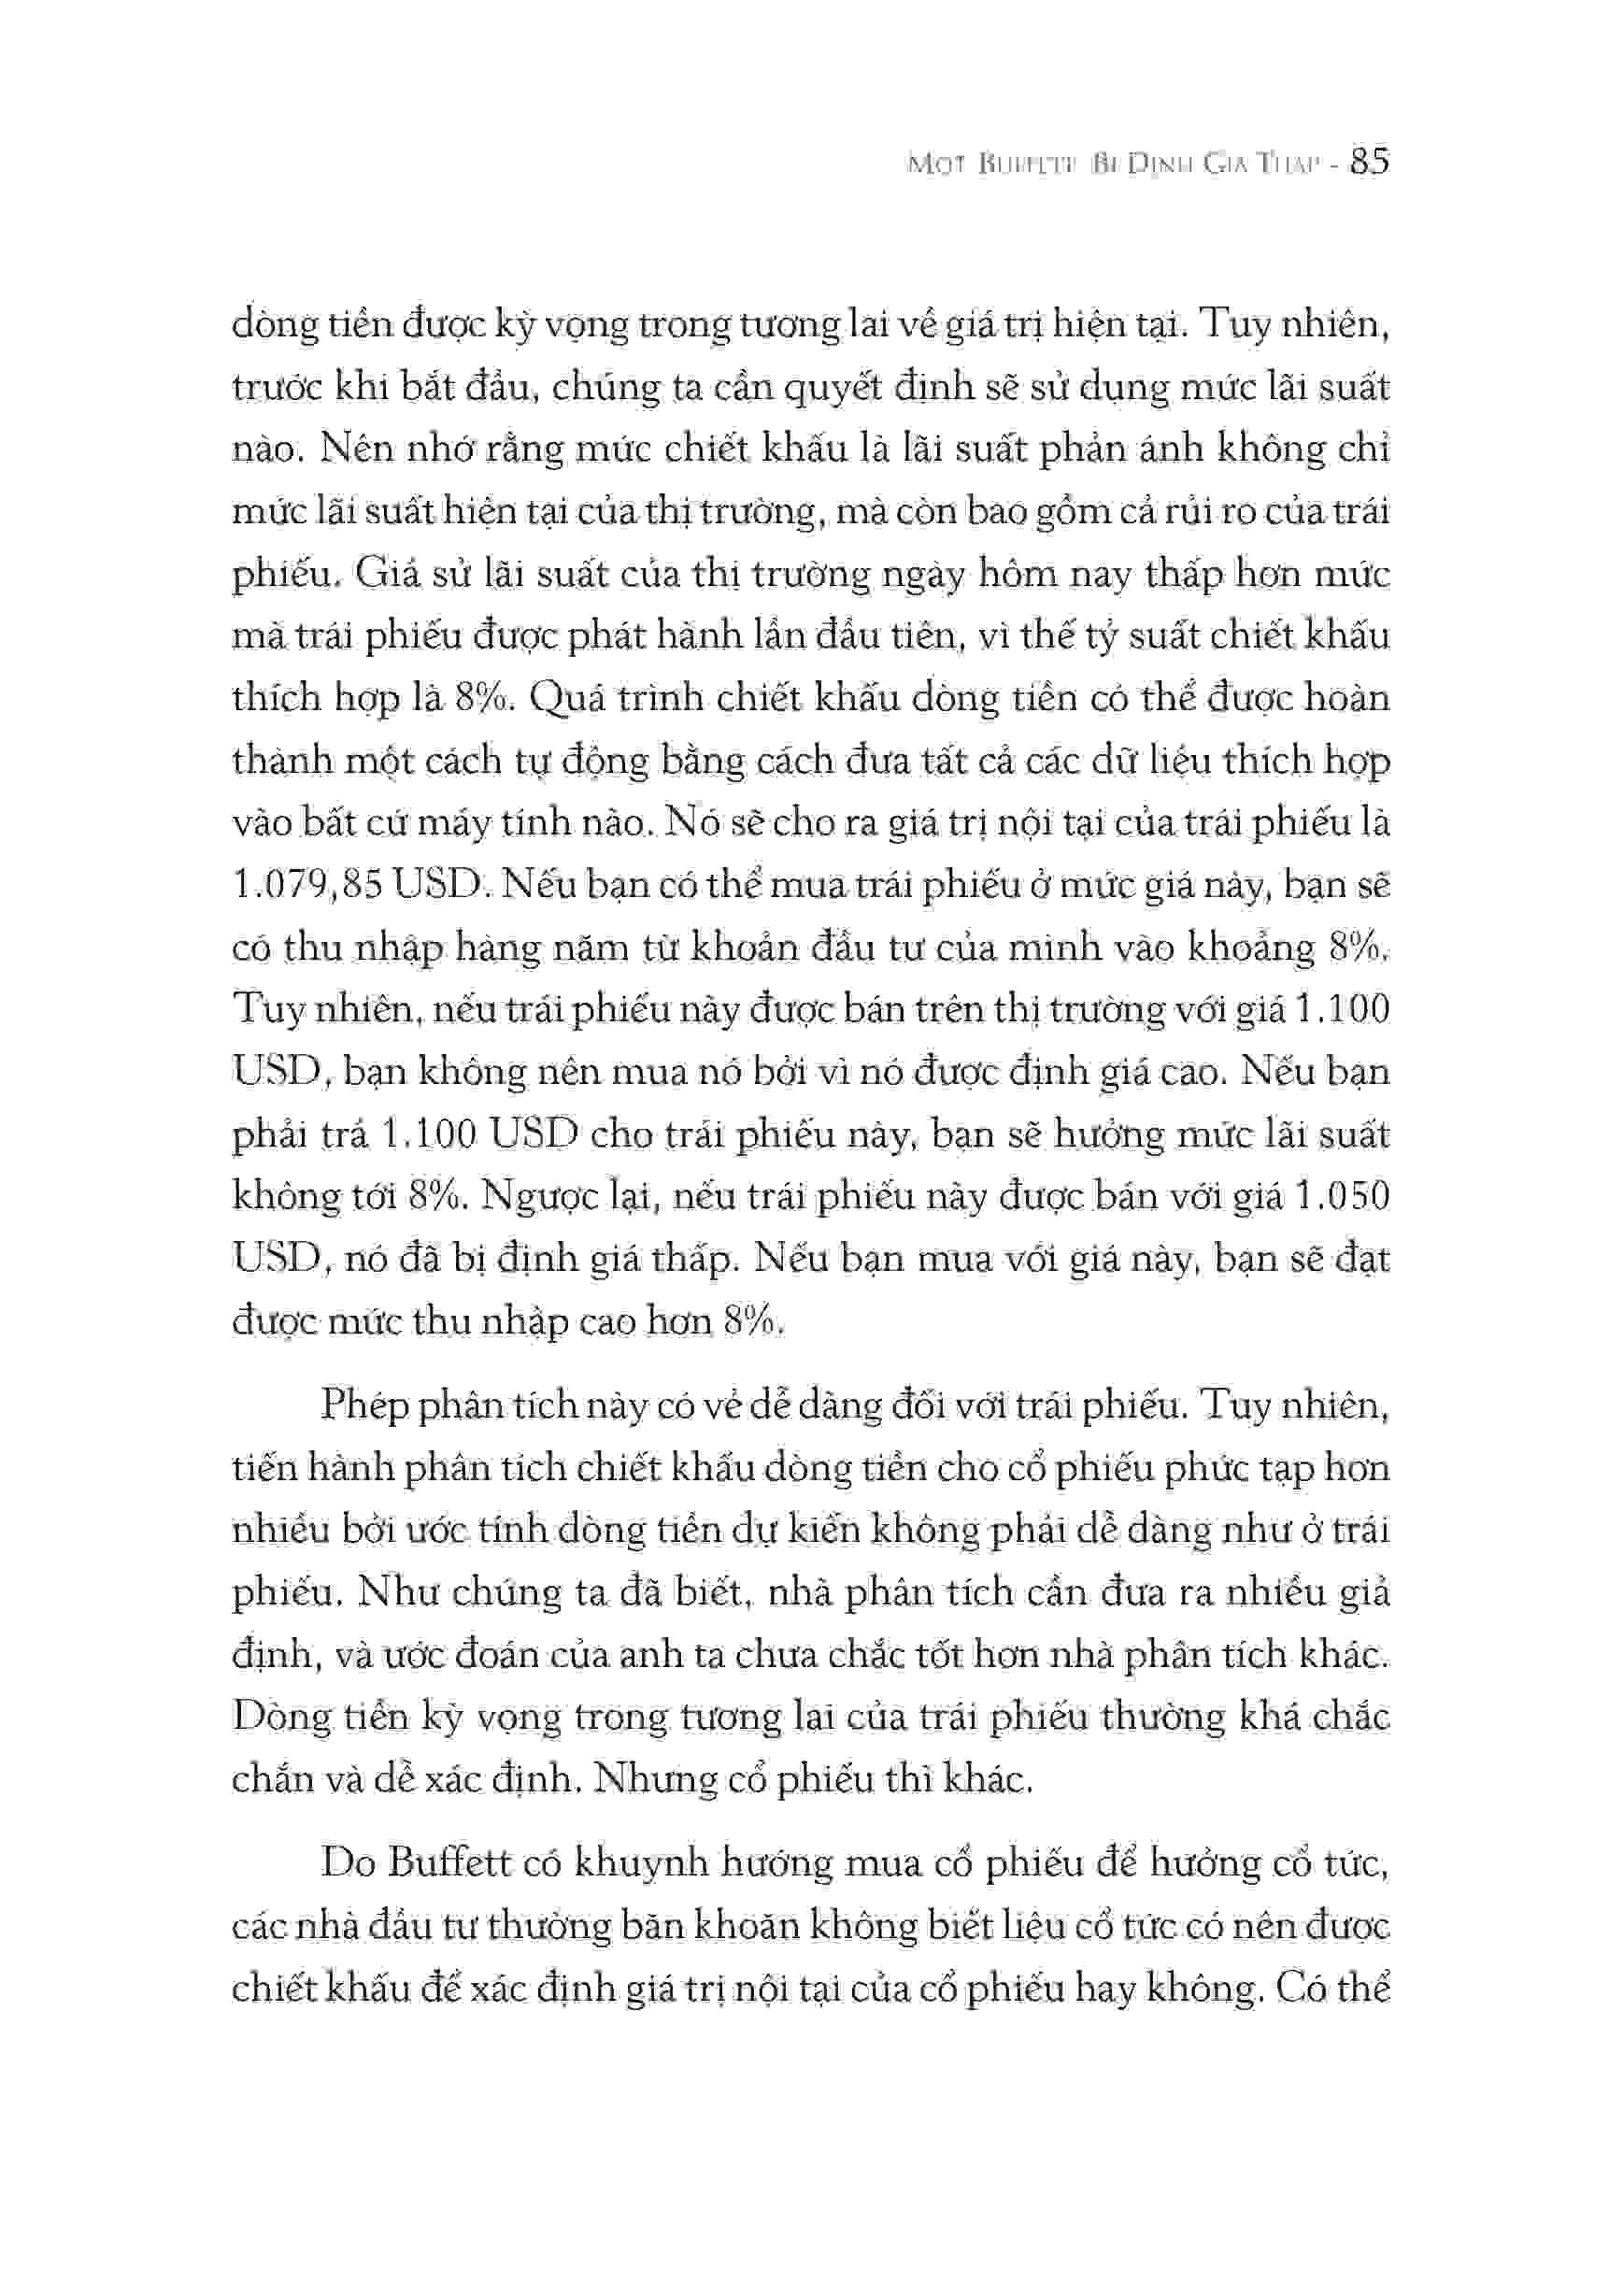 MỘT BUFFETT BỊ ĐỊNH GIÁ THẤP - 85
dòng tiền được kỳ vọng trong tương lai về giá trị hiện tại. Tuy nhiên,
trước khi bắt đầu, chúng ta cần quyết định sẽ sử dụng mức lãi suất
nào. Nên nhớ rằng mức chiết khấu là lãi suất phản ánh không chỉ
mức lãi suất hiện tại của thị trường, mà còn bao gồm cả rủi ro của trái
phiếu. Giả sử lãi suất của thị trường ngày hôm nay thấp hơn mức
mà trái phiếu được phát hành lần đầu tiên, vì thế tỷ suất chiết khấu
thích hợp là 8%. Quá trình chiết khấu dòng tiền có thể được hoàn
thành một cách tự động bằng cách đưa tất cả các dữ liệu thích hợp
vào bất cứ máy tính nào. Nó sẽ cho ra giá trị nội tại của trái phiếu là
1.079,85 USD. Nếu bạn có thể mua trái phiếu ở mức giá này, bạn sẽ
có thu nhập hàng năm từ khoản đầu tư của mình vào khoảng 8%.
Tuy nhiên, nếu trái phiếu này được bán trên thị trường với giá 1.100
USD, bạn không nên mua nó bởi vì nó được định giá cao. Nếu bạn
phải trả 1.100 USD cho trái phiếu này, bạn sẽ hưởng mức lãi suất
không tới 8%. Ngược lại, nếu trái phiếu này được bán với giá 1.050
USD, nó đã bị định giá thấp. Nếu bạn mua với giá này, bạn sẽ đạt
được mức thu nhập cao hơn 8%.
Phép phân tích này có vẻ dễ dàng đối với trái phiếu. Tuy nhiên,
tiến hành phân tích chiết khấu dòng tiền cho cổ phiếu phức tạp hơn
nhiều bởi ước tính dòng tiền dự kiến không phải dễ dàng như ở trái
phiếu. Như chúng ta đã biết, nhà phân tích cần đưa ra nhiều giả
định, và ước đoán của anh ta chưa chắc tốt hơn nhà phân tích khác.
Dòng tiền kỳ vọng trong tương lai của trái phiếu thường khá chắc
chắn và dễ xác định. Nhưng cổ phiếu thì khác.
Do Buffett có khuynh hướng mua cổ phiếu để hưởng cổ tức,
các nhà đầu tư thường băn khoăn không biết liệu cổ tức có nên được
chiết khấu để xác định giá trị nội tại của cổ phiếu hay không. Có thể